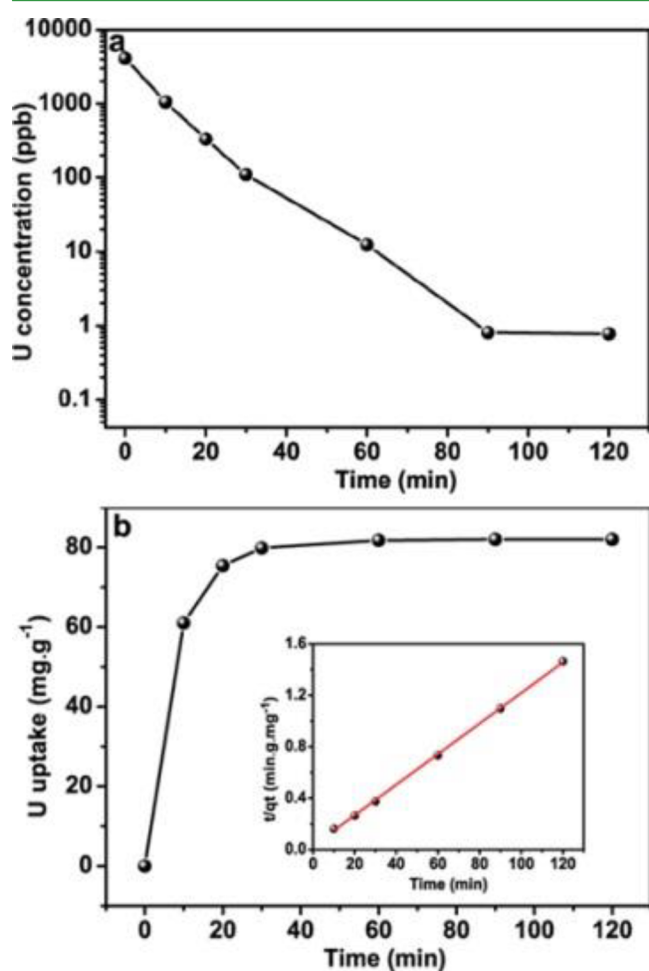 a
U concentration (ppb)
10000
1000
100
10
1
0.1
0 20 40 60 80 100 120
Time (min)
b
U uptake (mg.g⁻¹)
80
60
40
20
0
t/qt (min.g.mg⁻¹)
1.6
1.2
0.8
0.4
0.0
0 20 40 60 80 100 120
Time (min)
0 20 40 60 80 100 120
Time (min)